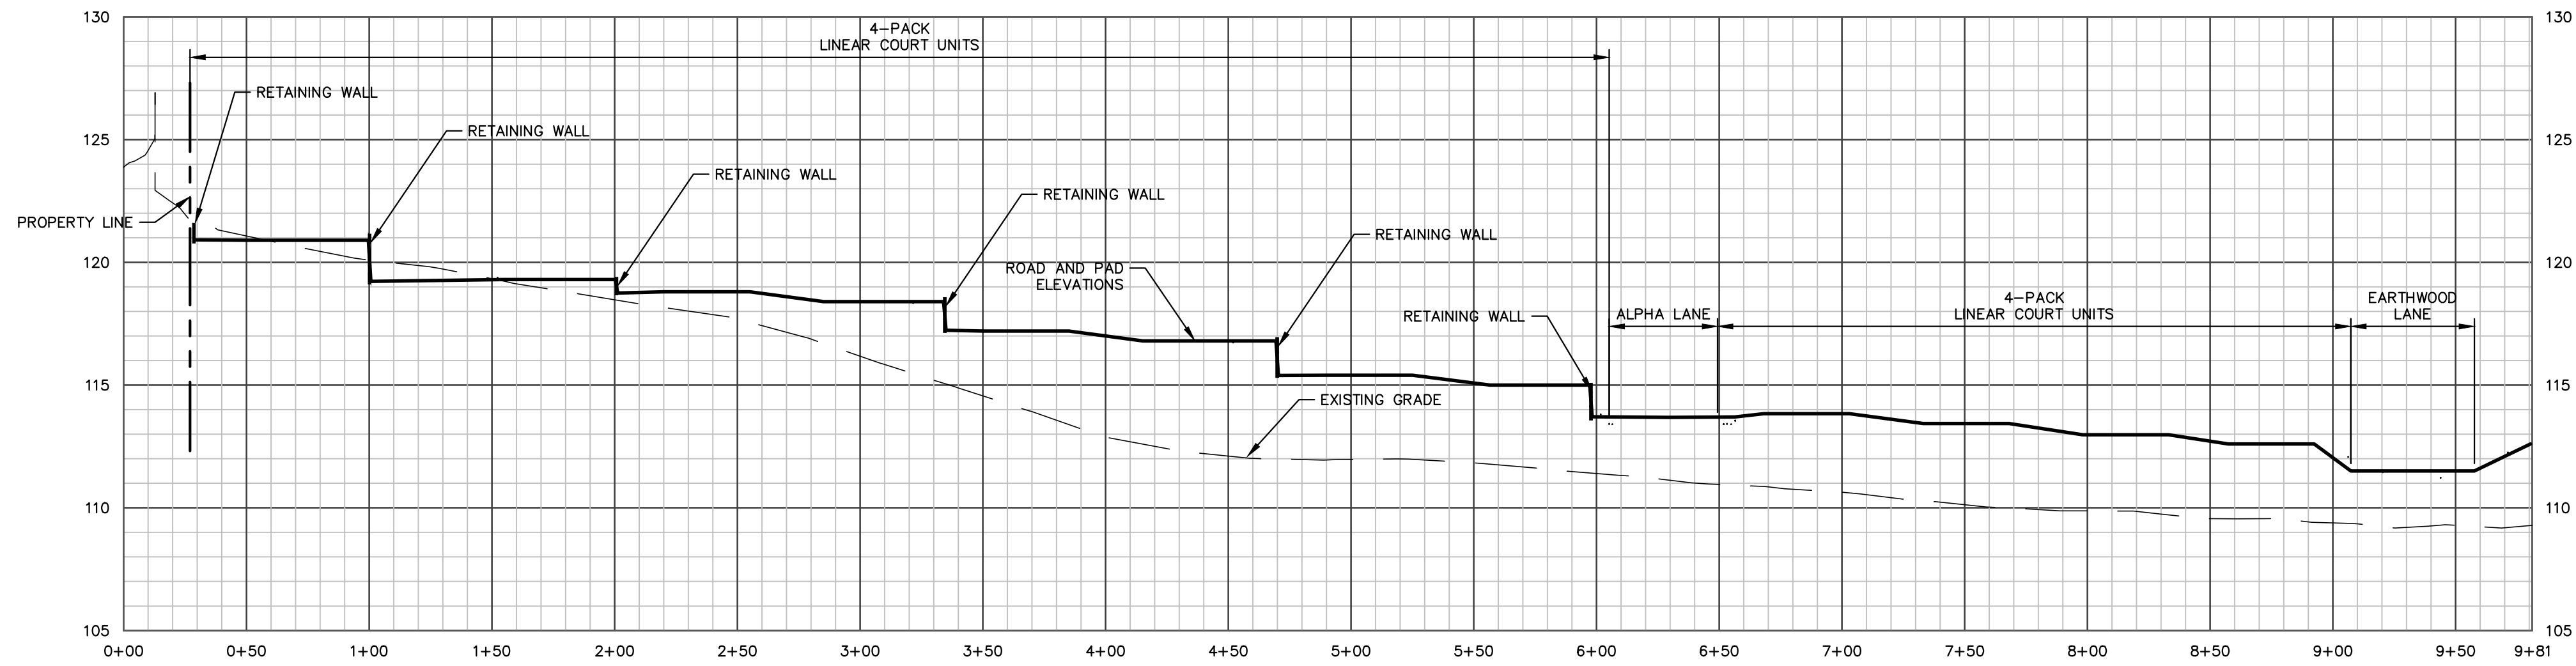 130
130
4-PACK
LINEAR COURT UNITS
RETAINING WALL
RETAINING WALL
125
125
RETAINING WALL
RETAINING WALL
PROPERTY LINE
RETAINING WALL
120
120
ROAD AND PAD
ELEVATIONS
4-PACK
LINEAR COURT UNITS
EARTHWOOD
LANE
RETAINING WALL
ALPHA LANE
115
115
EXISTING GRADE
110
110
105
105
0+00 0+50 1+00 1+50 2+00 2+50 3+00 3+50 4+00 4+50 5+00 5+50 6+00 6+50 7+00 7+50 8+00 8+50 9+00 9+50 9+81